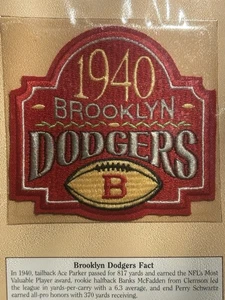 1940
BROOKLYN
DODGERS
B
Brooklyn Dodgers Fact
In 1940, tailback Ace Parker passed for 817 yards and earned the NFL's Most
Valuable Player award, rookie halfback Banks McFadden from Clemson led
the league in yards-per-carry with a 6.3 average, and end Perry Schwartz
earned all-pro honors with 370 yards receiving.